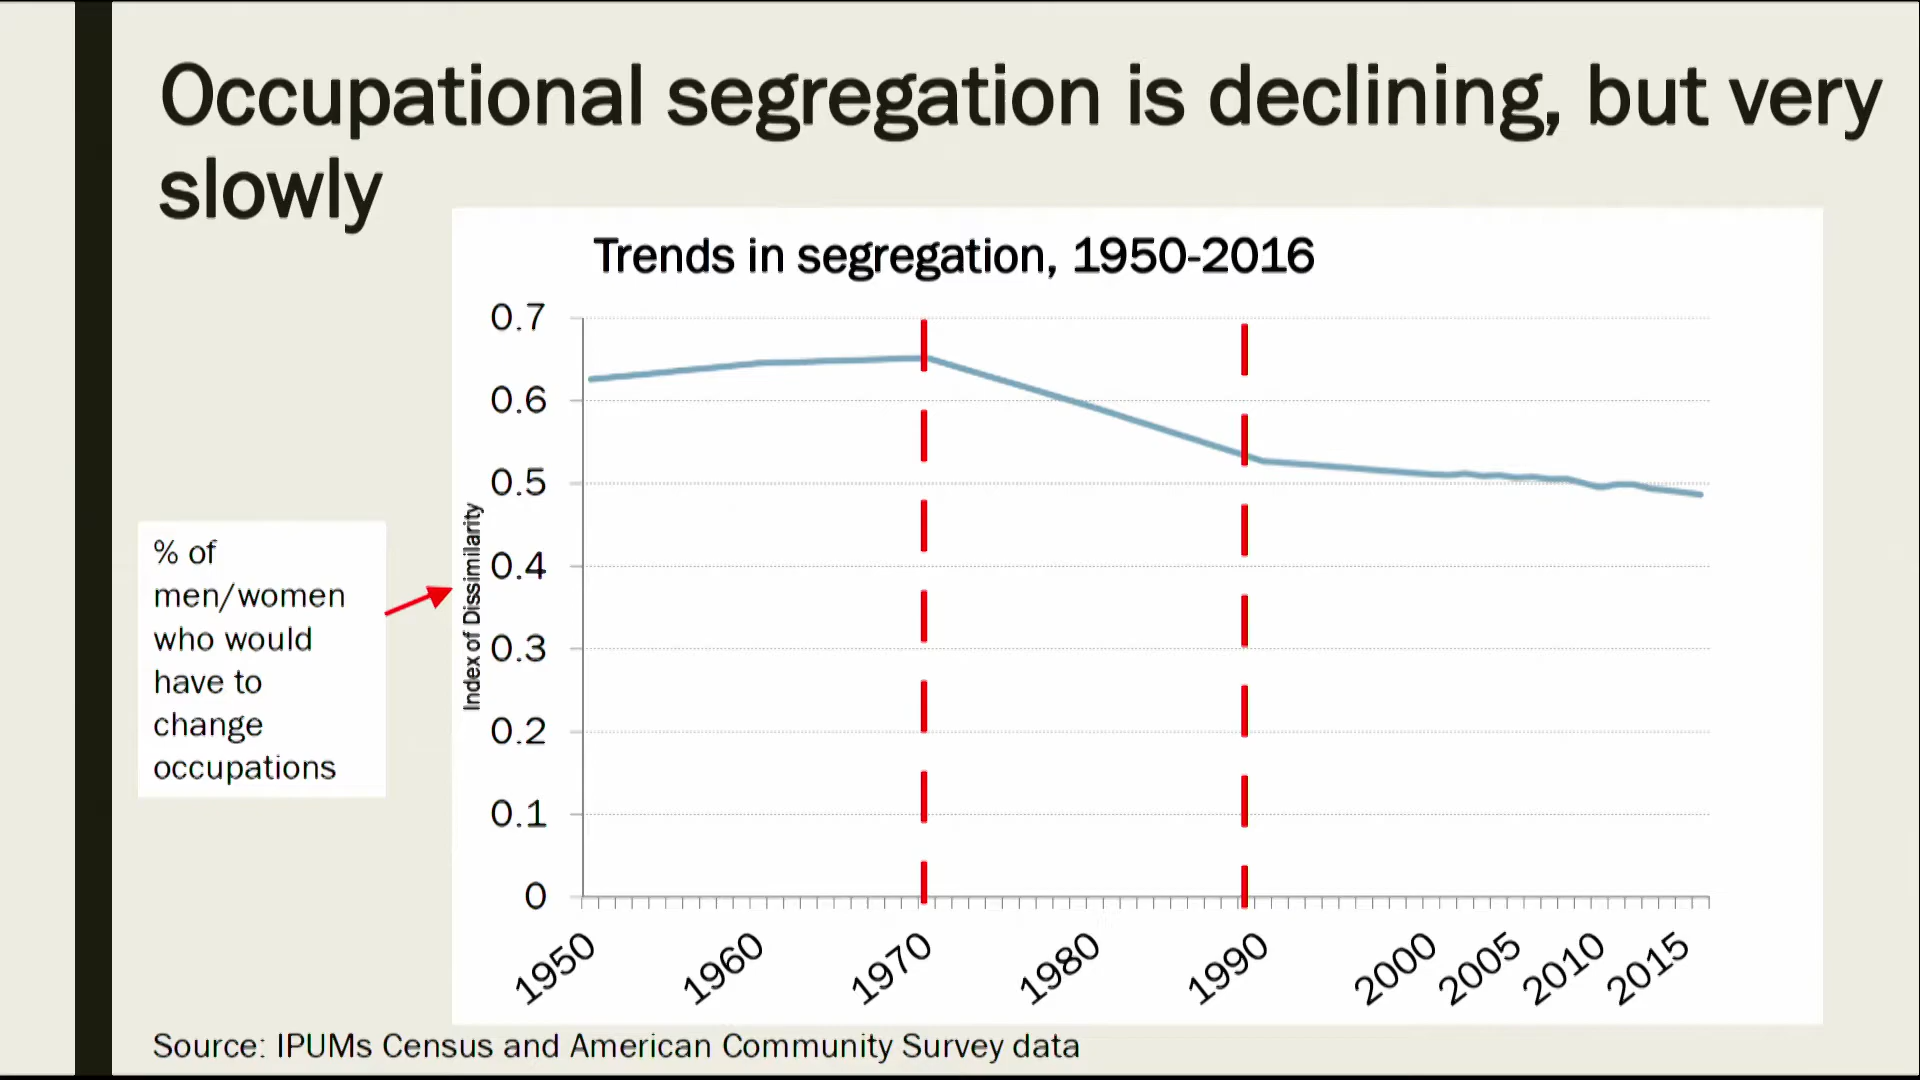 Occupational segregation is declining, but very
slowly
Trends in segregation, 1950-2016
0.7
0.6
0.5
0.4
0.3
0.2
0.1
0
Index of Dissimilarity
% of
men/women
who would
have to
change
occupations
1950
1960
1970
1980
1990
2000
2005
2010
2015
Source: IPUMs Census and American Community Survey data